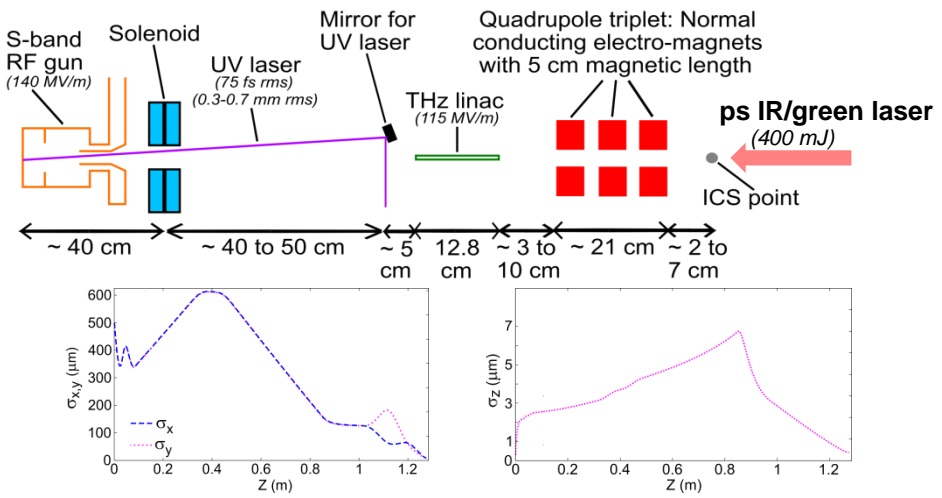 S-band
RF gun
(140 MV/m)
Solenoid
UV laser
(75 fs rms)
(0.3-0.7 mm rms)
Mirror for
UV laser
THz linac
(115 MV/m)
Quadrupole triplet: Normal
conducting electro-magnets
with 5 cm magnetic length
ps IR/green laser
(400 mJ)
ICS point
~ 40 cm
~ 40 to 50 cm
~ 5
cm
12.8
cm
~ 3 to
10 cm
~ 21 cm
~ 2 to
7 cm
600
500
400
300
200
100
0
σx,y (µm)
σx
σy
0 0.2 0.4 0.6 0.8 1.0 1.2
Z (m)
7
5
3
1
σz (µm)
0 0.2 0.4 0.6 0.8 1.0 1.2
Z (m)